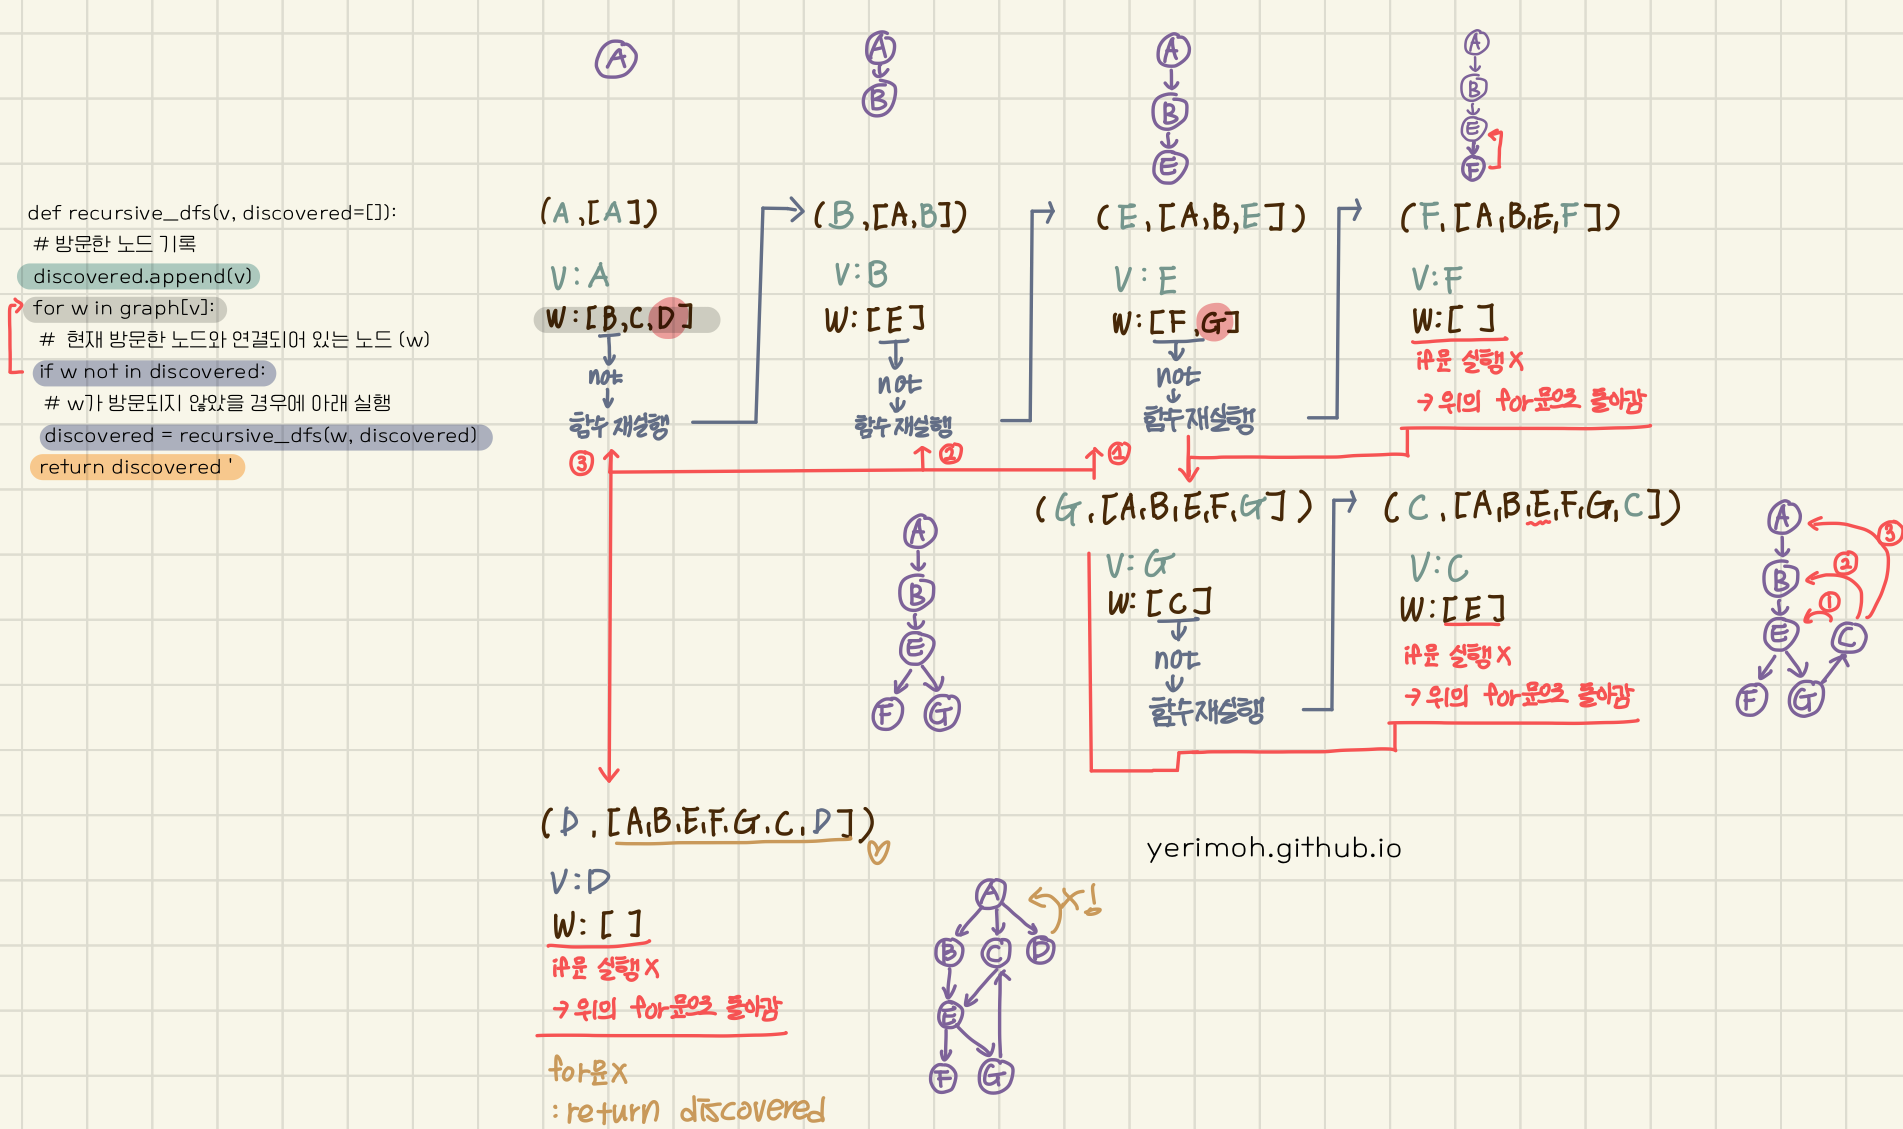 def recursive_dfs(v, discovered=[]):
# 방문한 노드 기록
discovered.append(v)
for w in graph[v]:
# 현재 방문한 노드와 연결되어 있는 노드 (w)
if w not in discovered:
# w가 방문되지 않았을 경우에 아래 실행
discovered = recursive_dfs(w, discovered)
return discovered '
A
(A,[A])
V:A
W:[B,C,D]
not
함수 재실행
③
A
B
(B,[A,B])
V:B
W:[E]
not
함수 재실행
②
A
B
E
(E,[A,B,E])
V:E
W:[F,G]
not
함수 재실행
①
A
B
E
F
(F,[A,B,E,F])
V:F
W:[ ]
if문 실행X
→ 위의 for문으로 돌아감
A
B
E
F G
(G,[A,B,E,F,G])
V:G
W:[C]
not
함수 재실행
(C,[A,B,E,F,G,C])
V:C
W:[E]
if문 실행X
→ 위의 for문으로 돌아감
A ③
B ②
E ① C
F G
(D,[A,B,E,F,G,C,D])
V:D
W:[ ]
if문 실행X
→ 위의 for문으로 돌아감
for문X
:return discovered
A X!
B C D
E
F G
yerimoh.github.io